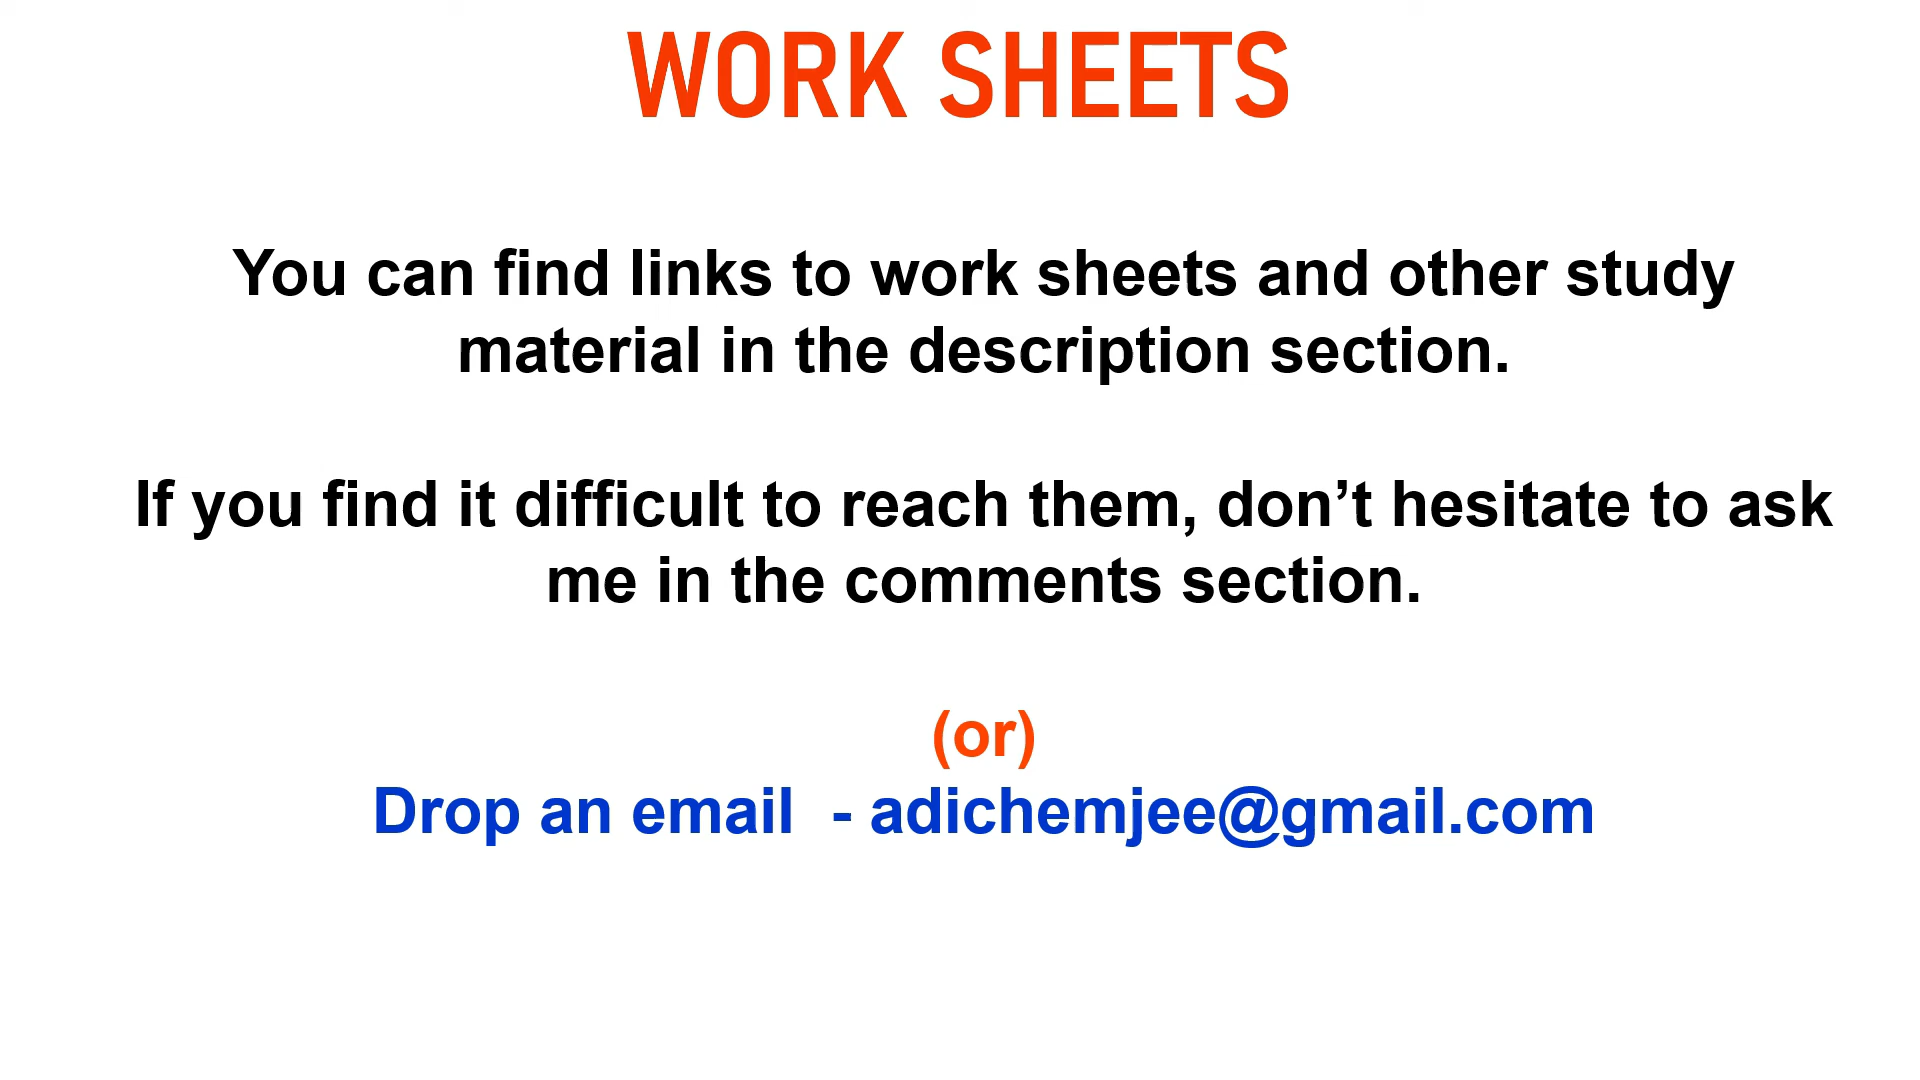 WORK SHEETS
You can find links to work sheets and other study
material in the description section.
If you find it difficult to reach them, don’t hesitate to ask
me in the comments section.
(or)
Drop an email  - adichemjee@gmail.com